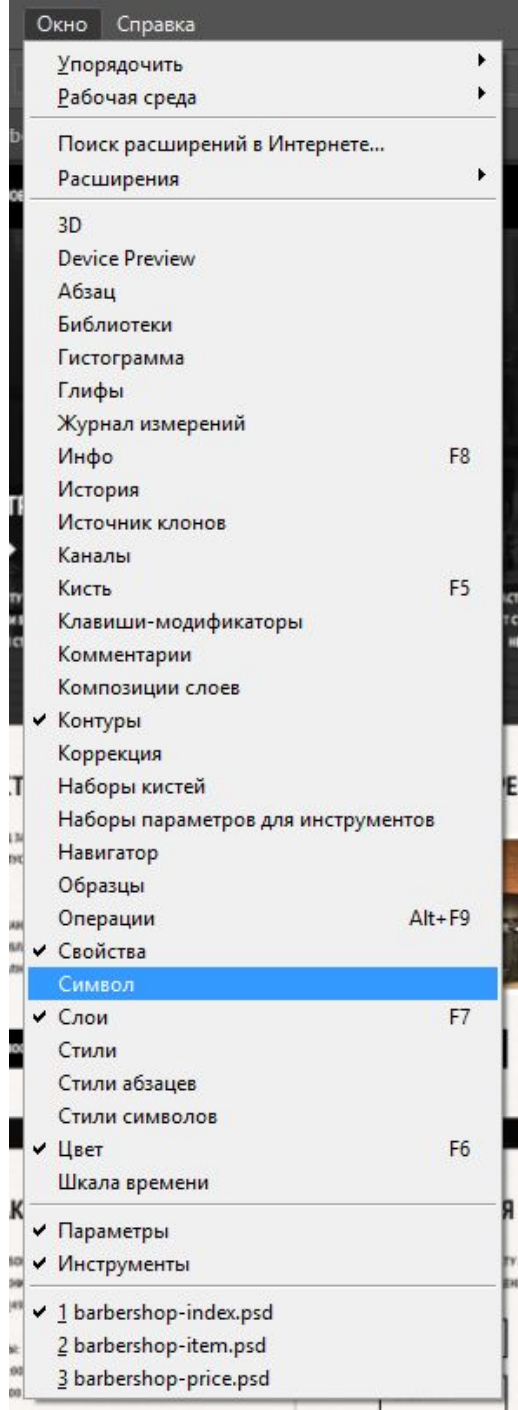 Окно Справка
Упорядочить
Рабочая среда
Поиск расширений в Интернете...
Расширения
3D
Device Preview
Абзац
Библиотеки
Гистограмма
Глифы
Журнал измерений
Инфо F8
История
Источник клонов
Каналы
Кисть F5
Клавиши-модификаторы
Комментарии
Композиции слоев
✔ Контуры
Коррекция
Наборы кистей
Наборы параметров для инструментов
Навигатор
Образцы
Операции Alt+F9
✔ Свойства
Символ
✔ Слои F7
Стили
Стили абзацев
Стили символов
✔ Цвет F6
Шкала времени
✔ Параметры
✔ Инструменты
✔ 1 barbershop-index.psd
2 barbershop-item.psd
3 barbershop-price.psd